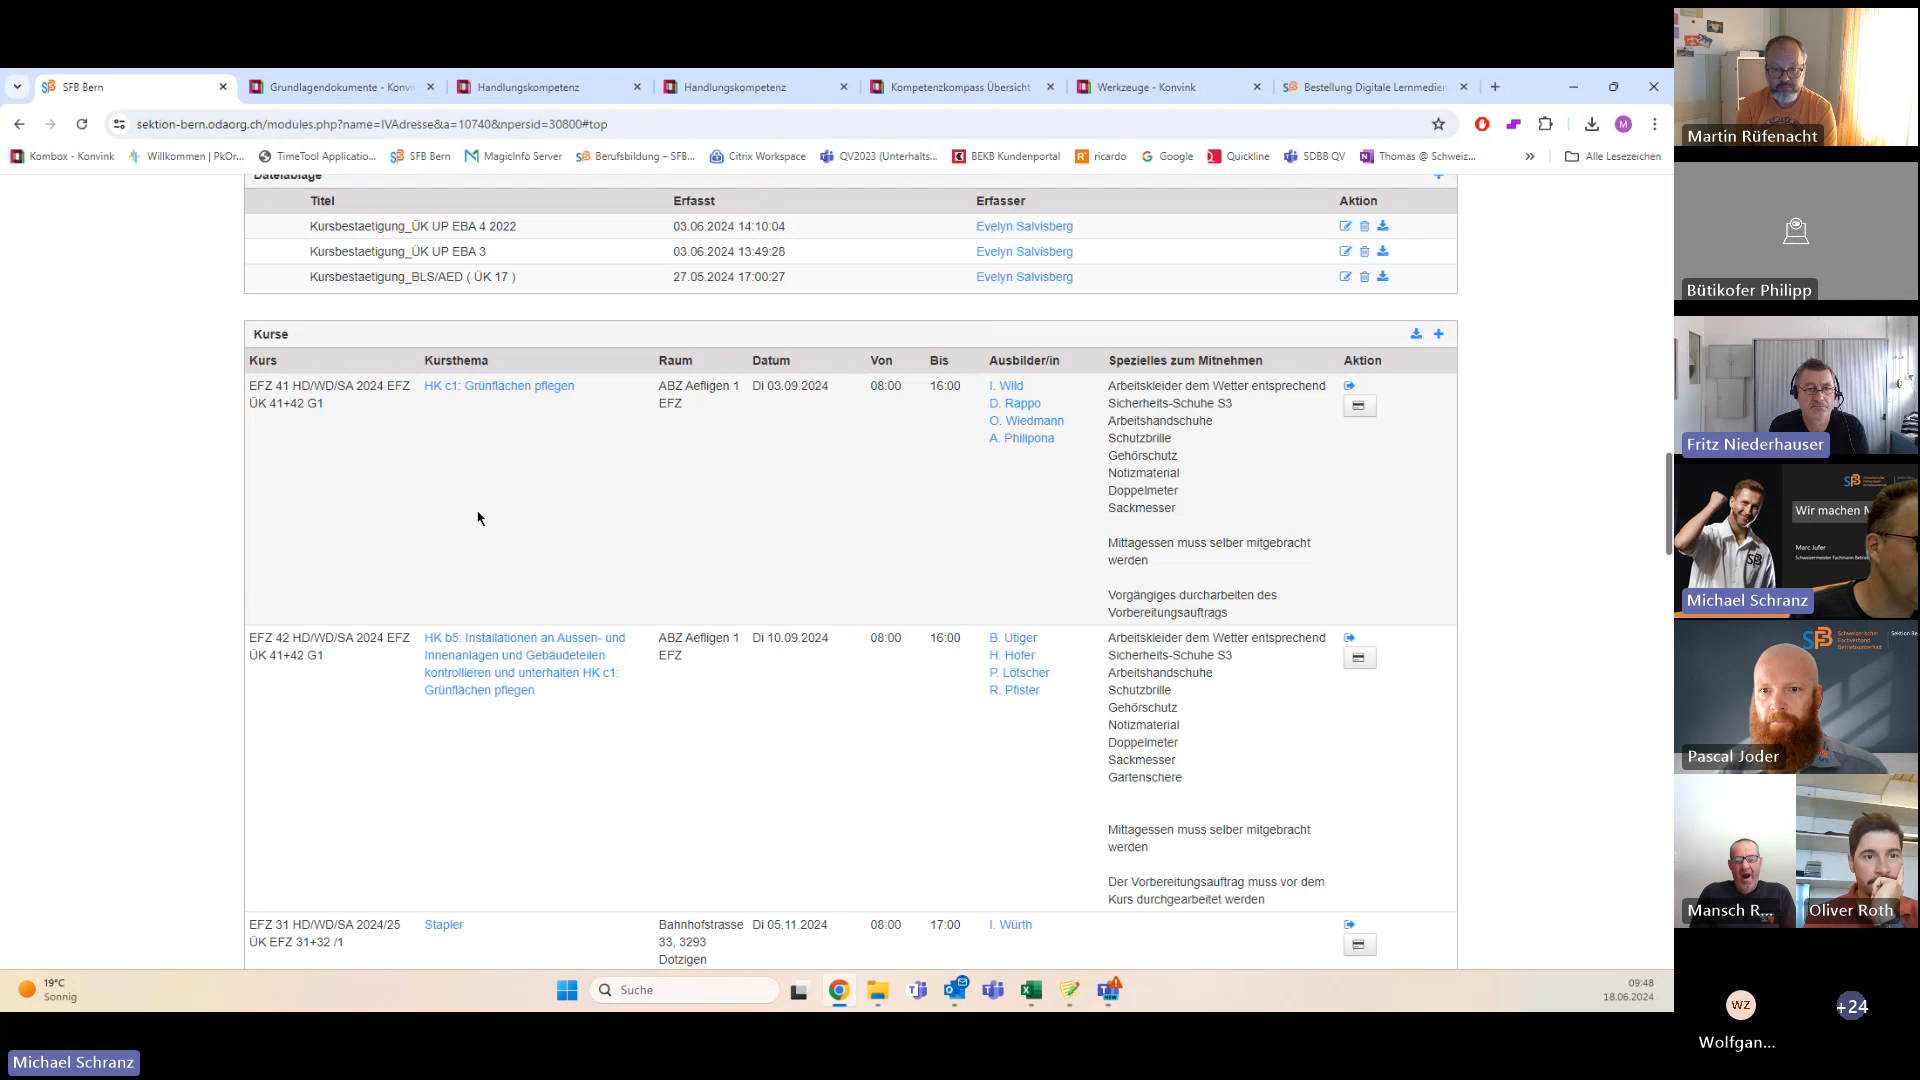 SFB Bern
Grundlagendokumente - Konvi
Handlungskompetenz
Handlungskompetenz
Kompetenzkompass Übersicht
Werkzeuge - Konvink
Bestellung Digitale Lernmedien
sektion-bern.odaorg.ch/modules.php?name=IVAdresse&a=10740&npersid=30800#top
M
Kombox - Konvink
Willkommen | PkOr...
TimeTool Applicatio...
SFB Bern
MagicInfo Server
Berufsbildung – SFB...
Citrix Workspace
QV2023 (Unterhalts...
BEKB Kundenportal
ricardo
Google
Quickline
SDBB QV
Thomas @ Schweiz...
Alle Lesezeichen
Dateiablage
Titel Erfasst Erfasser Aktion
Kursbestaetigung_ÜK UP EBA 4 2022 03.06.2024 14:10:04 Evelyn Salvisberg
Kursbestaetigung_ÜK UP EBA 3 03.06.2024 13:49:28 Evelyn Salvisberg
Kursbestaetigung_BLS/AED ( ÜK 17 ) 27.05.2024 17:00:27 Evelyn Salvisberg
Kurse
Kurs Kursthema Raum Datum Von Bis Ausbilder/in Spezielles zum Mitnehmen Aktion
EFZ 41 HD/WD/SA 2024 EFZ
ÜK 41+42 G1
HK c1: Grünflächen pflegen
ABZ Aefligen 1
EFZ
Di 03.09.2024
08:00
16:00
I. Wild
D. Rappo
O. Wiedmann
A. Philipona
Arbeitskleider dem Wetter entsprechend
Sicherheits-Schuhe S3
Arbeitshandschuhe
Schutzbrille
Gehörschutz
Notizmaterial
Doppelmeter
Sackmesser
Mittagessen muss selber mitgebracht
werden
Vorgängiges durcharbeiten des
Vorbereitungsauftrags
EFZ 42 HD/WD/SA 2024 EFZ
ÜK 41+42 G1
HK b5: Installationen an Aussen- und
Innenanlagen und Gebäudeteilen
kontrollieren und unterhalten HK c1:
Grünflächen pflegen
ABZ Aefligen 1
EFZ
Di 10.09.2024
08:00
16:00
B. Utiger
H. Hofer
P. Lötscher
R. Pfister
Arbeitskleider dem Wetter entsprechend
Sicherheits-Schuhe S3
Arbeitshandschuhe
Schutzbrille
Gehörschutz
Notizmaterial
Doppelmeter
Sackmesser
Gartenschere
Mittagessen muss selber mitgebracht
werden
Der Vorbereitungsauftrag muss vor dem
Kurs durchgearbeitet werden
EFZ 31 HD/WD/SA 2024/25
ÜK EFZ 31+32 /1
Stapler
Bahnhofstrasse
33, 3293
Dotzigen
Di 05.11.2024
08:00
17:00
I. Würth
19°C
Sonnig
Suche
09:48
18.06.2024
Michael Schranz
Martin Rüfenacht
Bütikofer Philipp
Fritz Niederhauser
Wir machen
Marc Jufer
Michael Schranz
Pascal Joder
Mansch R...
Oliver Roth
WZ
+24
Wolfgan...